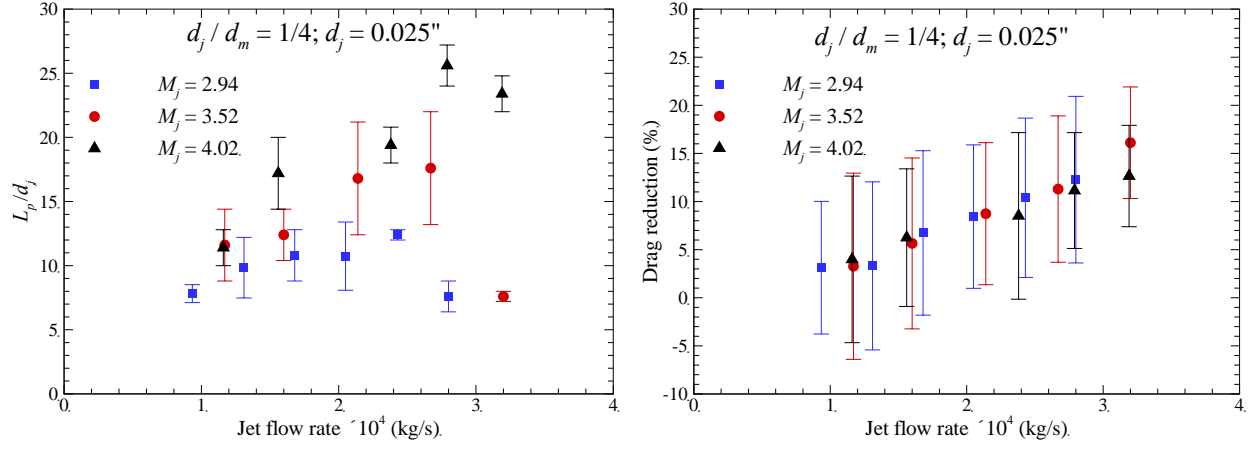 30
25
20
15
10
5.
0.
0. 1. 2. 3. 4.
L_p/d_j
Jet flow rate ´10^4 (kg/s).
d_j / d_m = 1/4; d_j = 0.025"
M_j = 2.94
M_j = 3.52
M_j = 4.02.
30
25
20
15.
10.
5.
0.
-5.
-10
0. 1. 2. 3. 4.
Drag reduction (%.)
Jet flow rate ´10^4 (kg/s).
d_j / d_m = 1/4; d_j = 0.025"
M_j = 2.94
M_j = 3.52
M_j = 4.02.